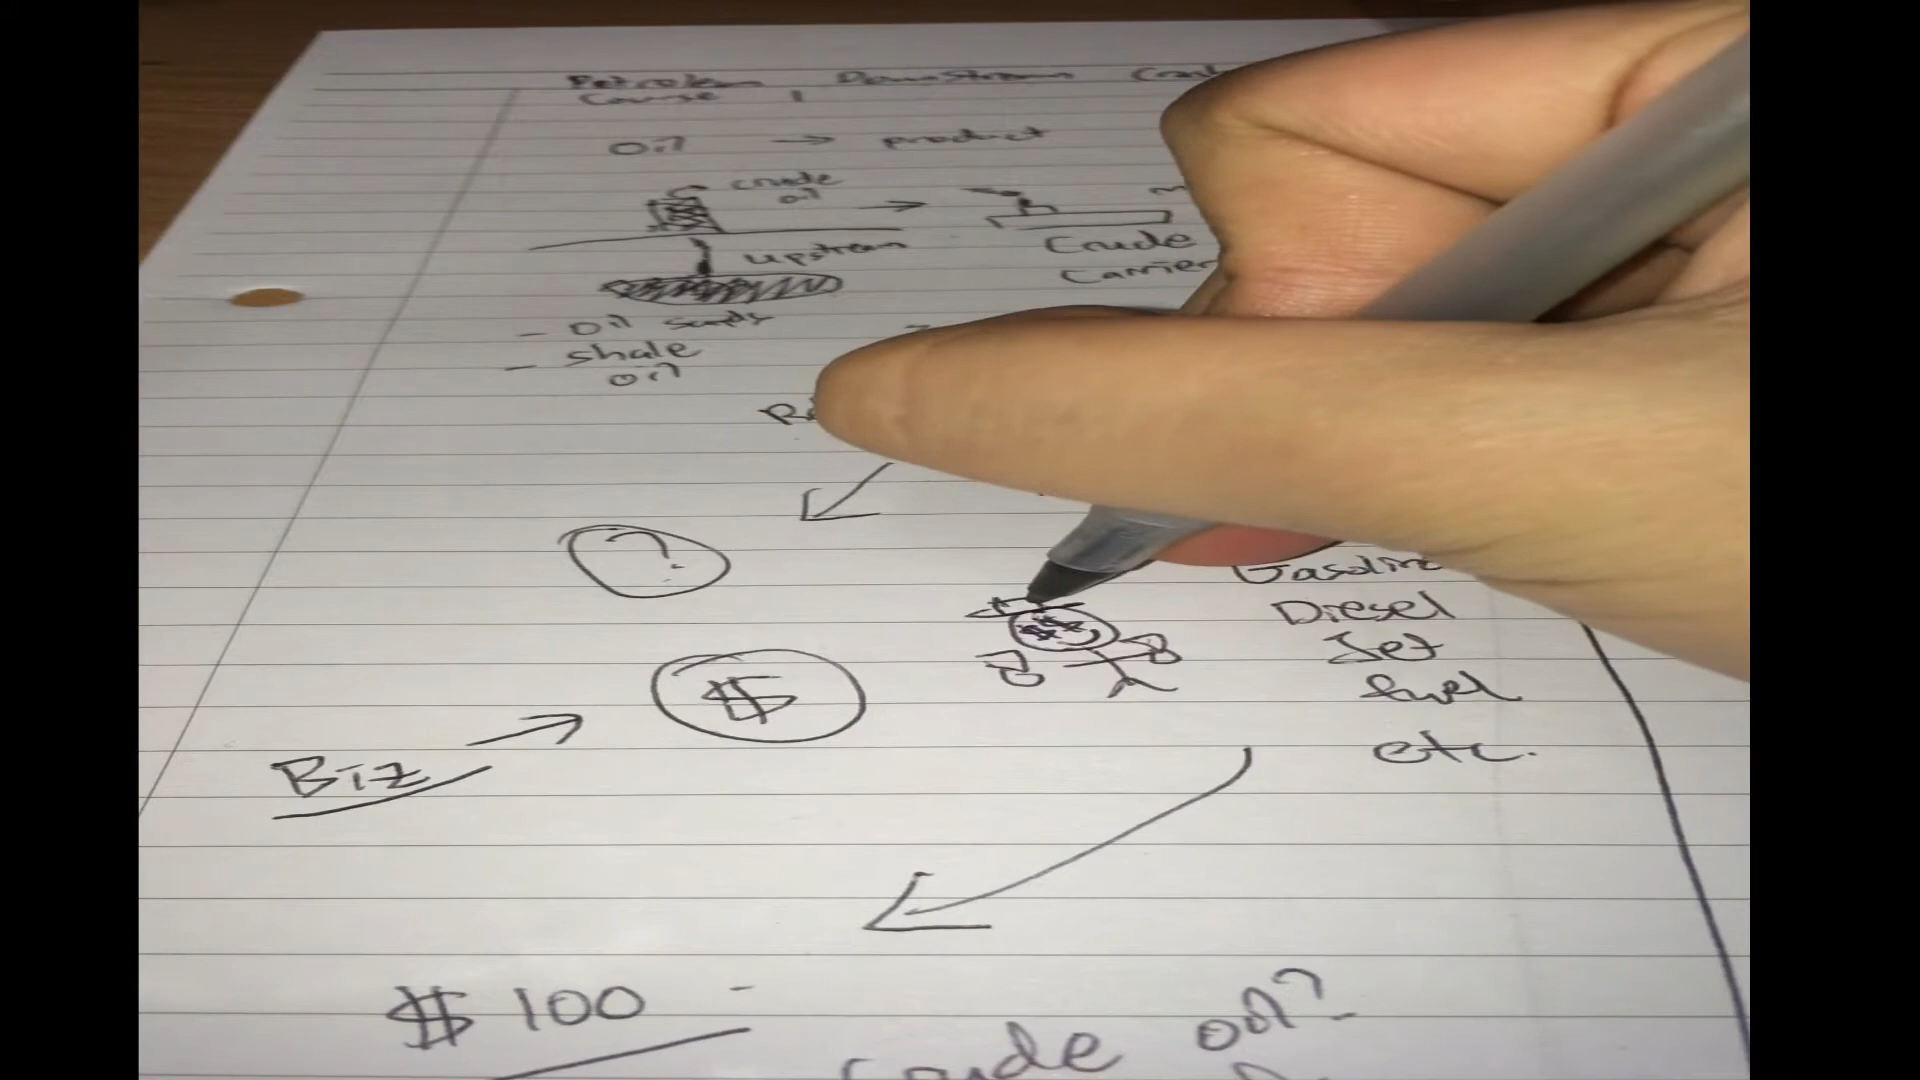 Petroleum Downstream
Course 1
Oil → product
crude
oil
→
upstream
Crude
Carrier
- Oil sands
- shale
oil
?
Gasoline
Diesel
Jet
fuel
etc.
$$
$
Biz →
$100 -
crude oil?